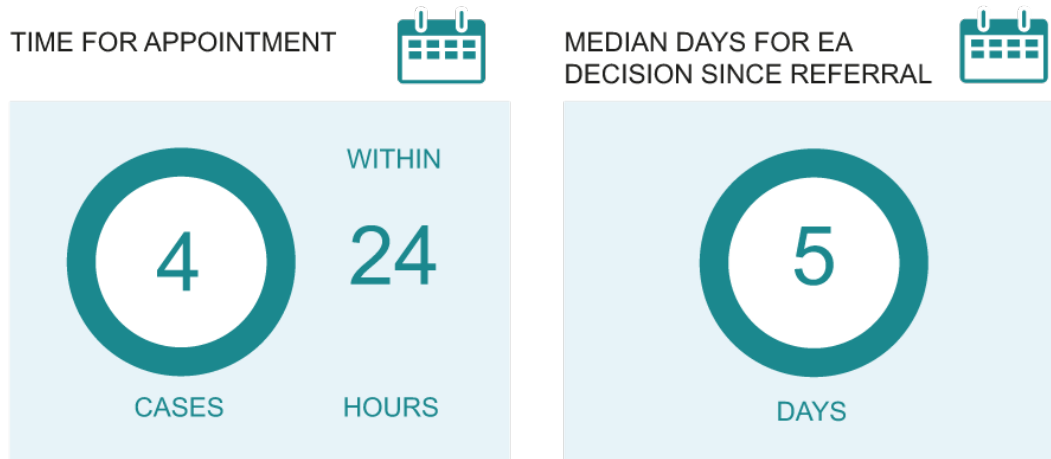 TIME FOR APPOINTMENT
WITHIN
4
24
CASES
HOURS
MEDIAN DAYS FOR EA
DECISION SINCE REFERRAL
5
DAYS